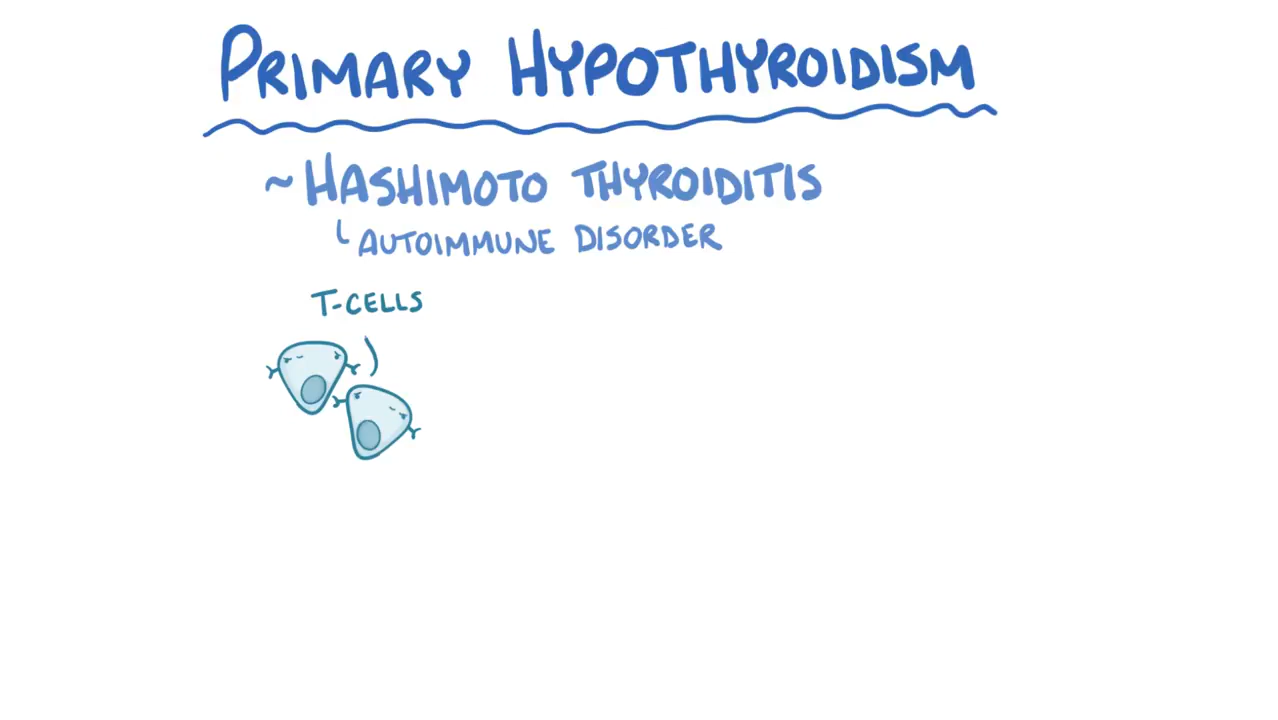 PRIMARY HYPOTHYROIDISM
~ HASHIMOTO THYROIDITIS
└ AUTOIMMUNE DISORDER
T-CELLS